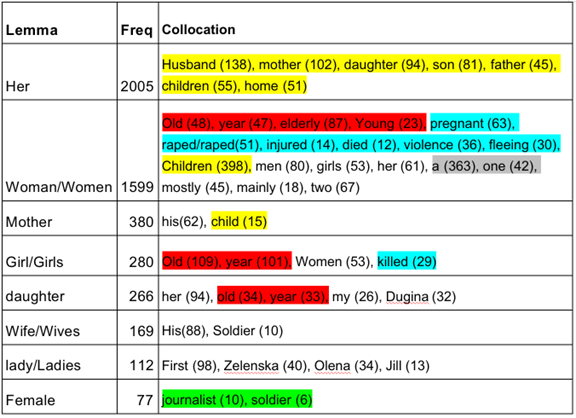 Lemma Freq Collocation
Husband (138), mother (102), daughter (94), son (81), father (45),
Her 2005 children (55), home (51)
Old (48), year (47), elderly (87), Young (23), pregnant (63),
raped/raped(51), injured (14), died (12), violence (36), fleeing (30),
Children (398), men (80), girls (53), her (61), a (363), one (42),
Woman/Women 1599 mostly (45), mainly (18), two (67)
Mother 380 his(62), child (15)
Girl/Girls 280 Old (109), year (101), Women (53), killed (29)
daughter 266 her (94), old (34), year (33), my (26), Dugina (32)
Wife/Wives 169 His(88), Soldier (10)
lady/Ladies 112 First (98), Zelenska (40), Olena (34), Jill (13)
Female 77 journalist (10), soldier (6)